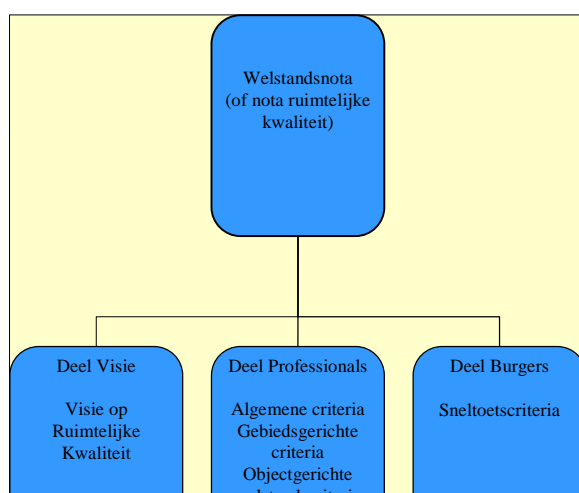 Welstandsnota
(of nota ruimtelijke
kwaliteit)
Deel Visie
Visie op
Ruimtelijke
Kwaliteit
Deel Professionals
Algemene criteria
Gebiedsgerichte
criteria
Objectgerichte
Deel Burgers
Sneltoetscriteria